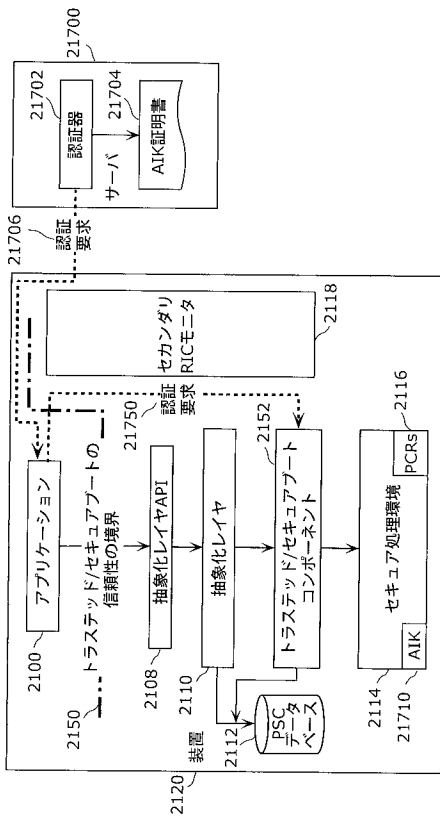 21700
21702
認証器
21704
AIK証明書
サーバ
21706
認証
要求
2120
装置
2100
アプリケーション
2150
トラステッド/セキュアブートの
信頼性の境界
21750
認証
要求
セカンダリ
RICモニタ
2118
2108
抽象化レイヤAPI
2110
抽象化レイヤ
2112
PSC
データ
ベース
2152
トラステッド/セキュアブート
コンポーネント
2114
セキュア処理環境
AIK
21710
PCRs
2116